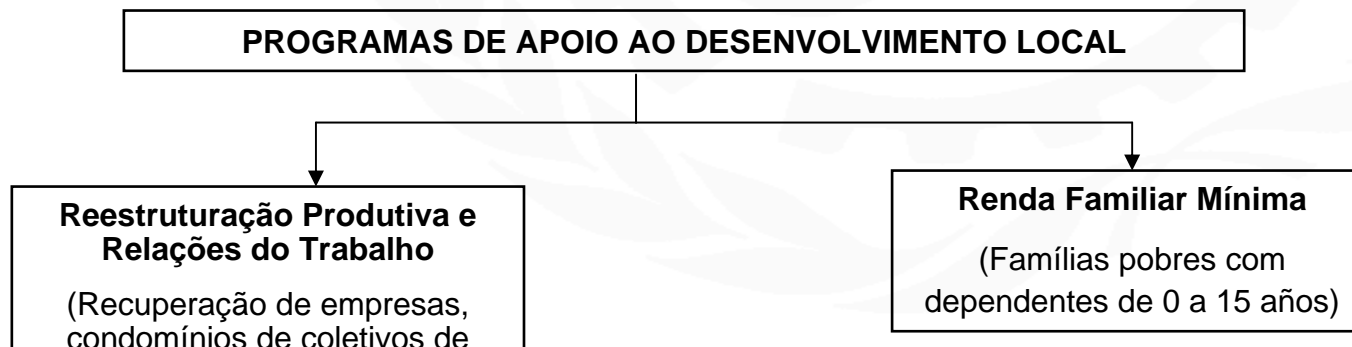 PROGRAMAS DE APOIO AO DESENVOLVIMENTO LOCAL
Reestruturação Produtiva e
Relações do Trabalho
(Recuperação de empresas,
condomínios de coletivos de
Renda Familiar Mínima
(Famílias pobres com
dependentes de 0 a 15 años)